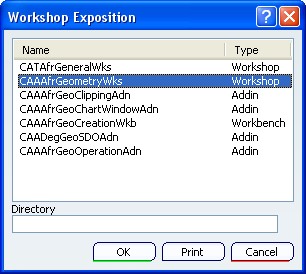 Workshop Exposition
Name Type
CATAfrGeneralWks Workshop
CAAAfrGeometryWks Workshop
CAAAfrGeoClippingAdn Addin
CAAAfrGeoChartWindowAdn Addin
CAAAfrGeoCreationWkb Workbench
CAADegGeoSDOAdn Addin
CAAAfrGeoOperationAdn Addin
Directory
OK Print Cancel